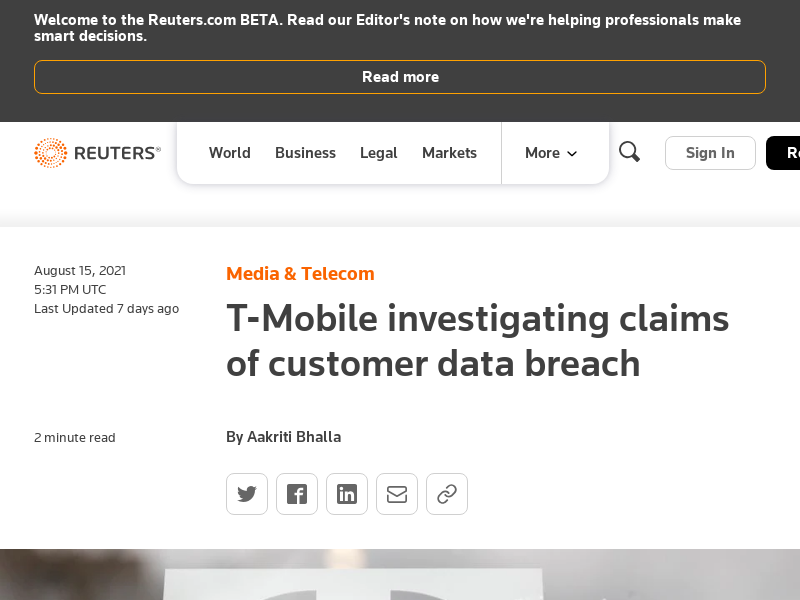 Welcome to the Reuters.com BETA. Read our Editor's note on how we're helping professionals make
smart decisions.
Read more
REUTERS®
World
Business
Legal
Markets
More
Sign In
August 15, 2021
5:31 PM UTC
Last Updated 7 days ago
Media & Telecom
T-Mobile investigating claims
of customer data breach
2 minute read
By Aakriti Bhalla